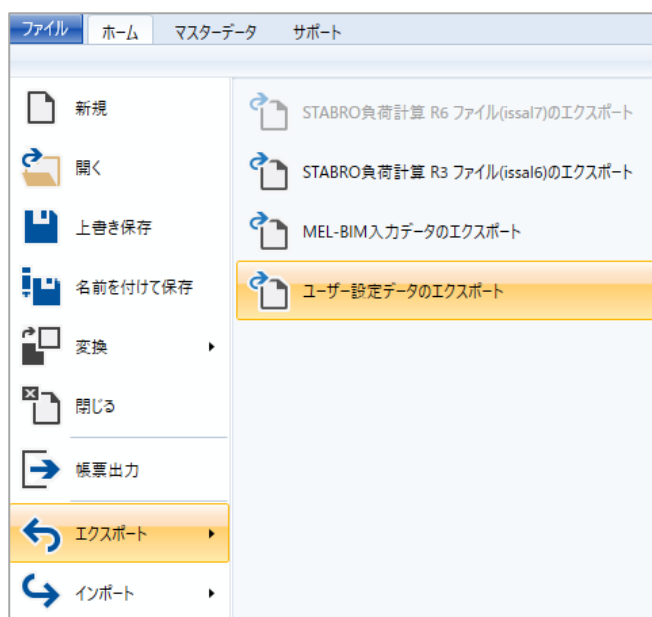 ファイル ホーム マスターデータ サポート
新規
開く
上書き保存
名前を付けて保存
変換
閉じる
帳票出力
エクスポート
インポート
STABRO負荷計算 R6 ファイル(issal7)のエクスポート
STABRO負荷計算 R3 ファイル(issal6)のエクスポート
MEL-BIM入力データのエクスポート
ユーザー設定データのエクスポート